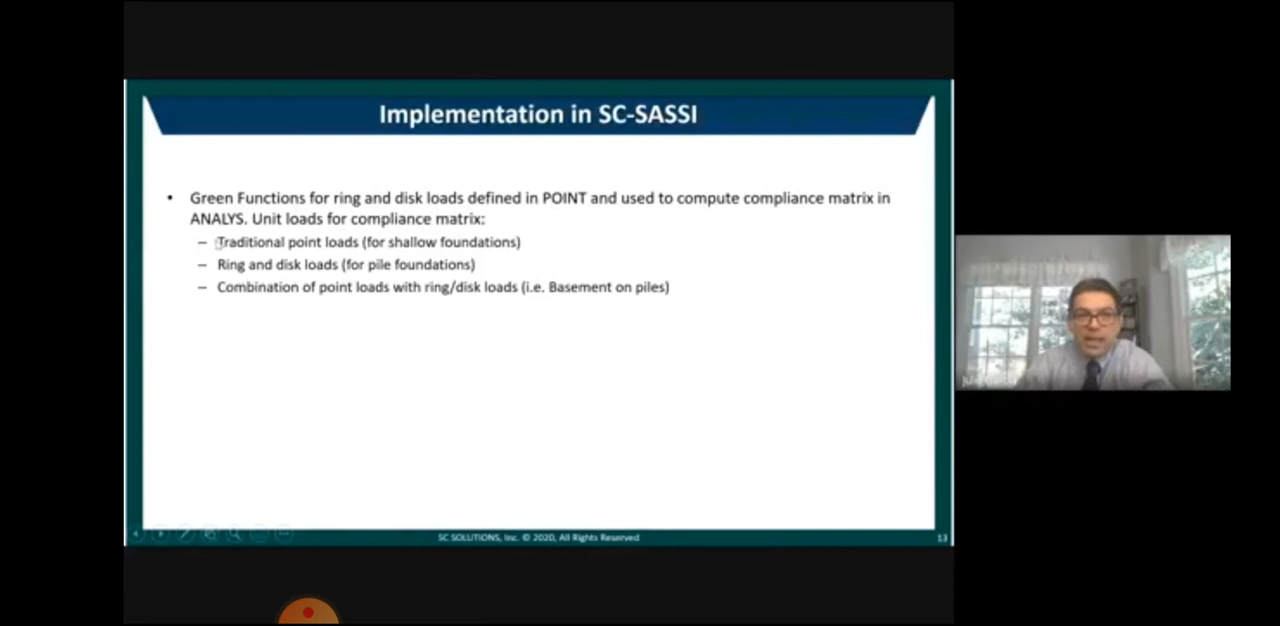 Implementation in SC-SASSI
• Green Functions for ring and disk loads defined in POINT and used to compute compliance matrix in
ANALYS. Unit loads for compliance matrix:
– Traditional point loads (for shallow foundations)
– Ring and disk loads (for pile foundations)
– Combination of point loads with ring/disk loads (i.e. Basement on piles)
SC SOLUTIONS, Inc. © 2020, All Rights Reserved
13